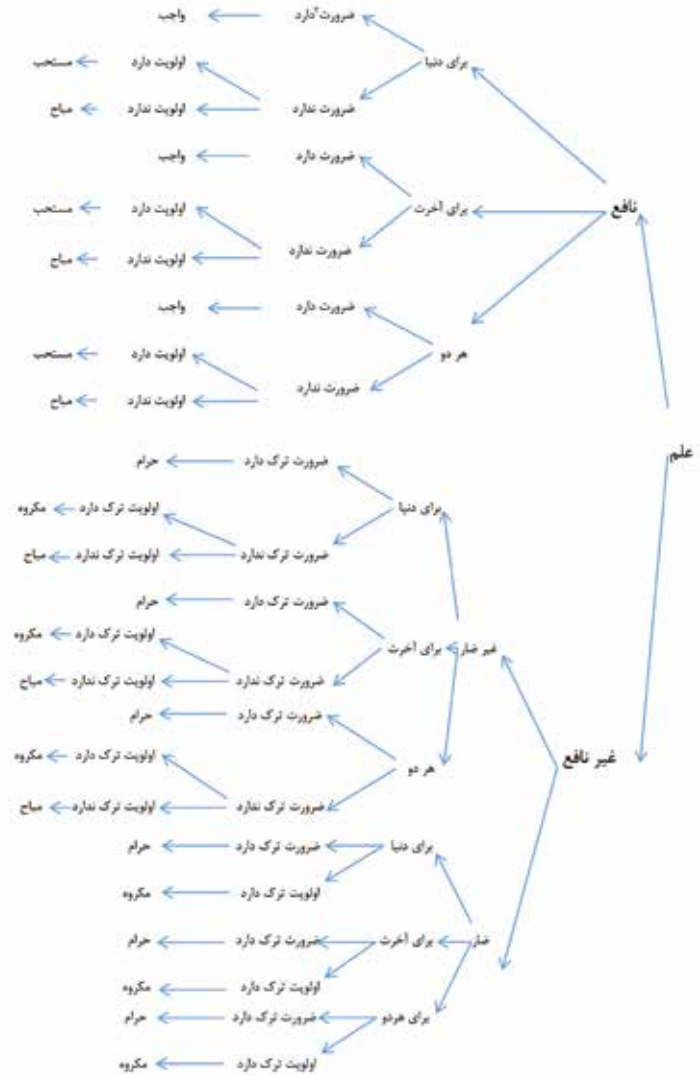 ضرورت دارد واجب
برای دنیا
اولویت دارد مستحب
ضرورت ندارد اولویت ندارد مباح
ضرورت دارد واجب
نافع برای آخرت اولویت دارد مستحب
ضرورت ندارد اولویت ندارد مباح
ضرورت دارد واجب
هر دو اولویت دارد مستحب
ضرورت ندارد اولویت ندارد مباح
علم
ضرورت ترک دارد حرام
برای دنیا اولویت ترک دارد مکروه
ضرورت ترک ندارد اولویت ترک ندارد مباح
ضرورت ترک دارد حرام
غیر ضار برای آخرت اولویت ترک دارد مکروه
ضرورت ترک ندارد اولویت ترک ندارد مباح
ضرورت ترک دارد حرام
غیر نافع هر دو اولویت ترک دارد مکروه
ضرورت ترک ندارد اولویت ترک ندارد مباح
برای دنیا ضرورت ترک دارد حرام
اولویت ترک دارد مکروه
ضار برای آخرت ضرورت ترک دارد حرام
اولویت ترک دارد مکروه
برای هردو ضرورت ترک دارد حرام
اولویت ترک دارد مکروه